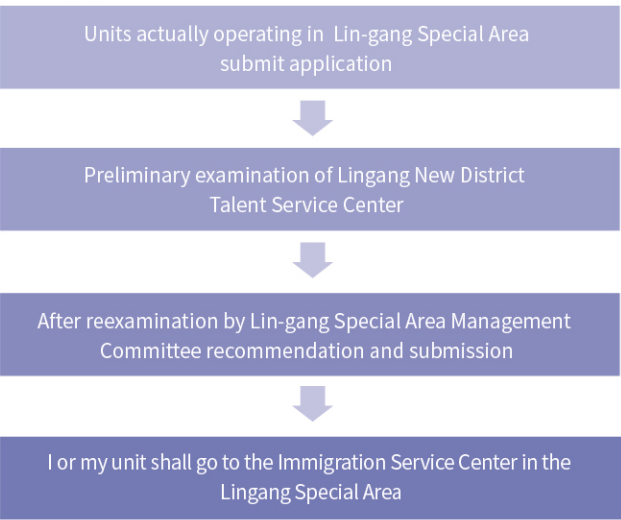 Units actually operating in Lin-gang Special Area
submit application
Preliminary examination of Lingang New District
Talent Service Center
After reexamination by Lin-gang Special Area Management
Committee recommendation and submission
I or my unit shall go to the Immigration Service Center in the
Lingang Special Area